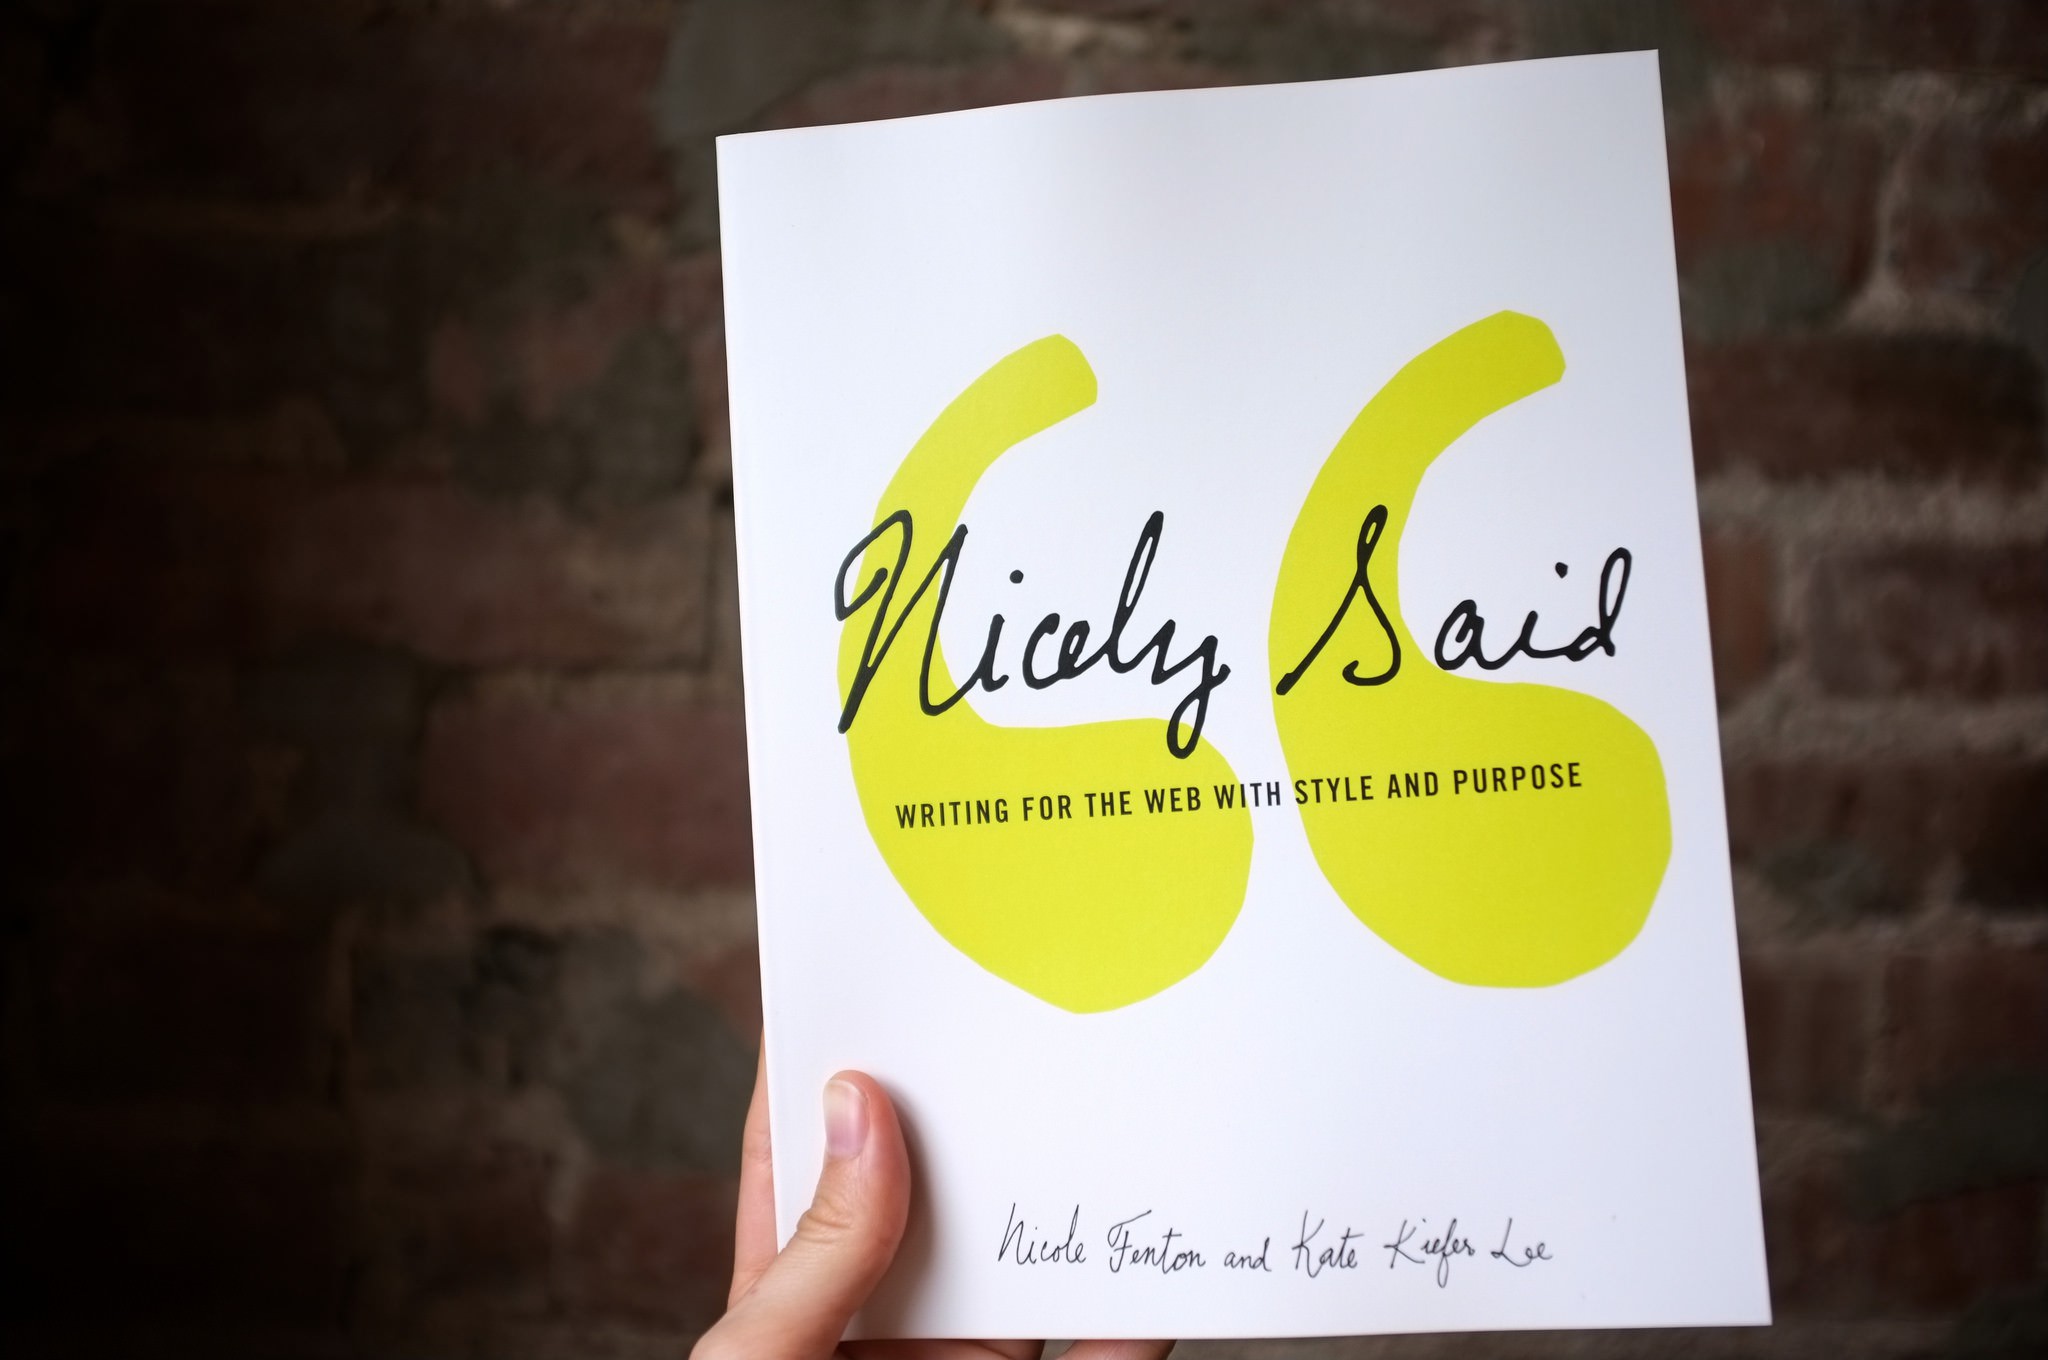 Nicely Said
WRITING FOR THE WEB WITH STYLE AND PURPOSE
Nicole Fenton and Kate Kiefer Lee